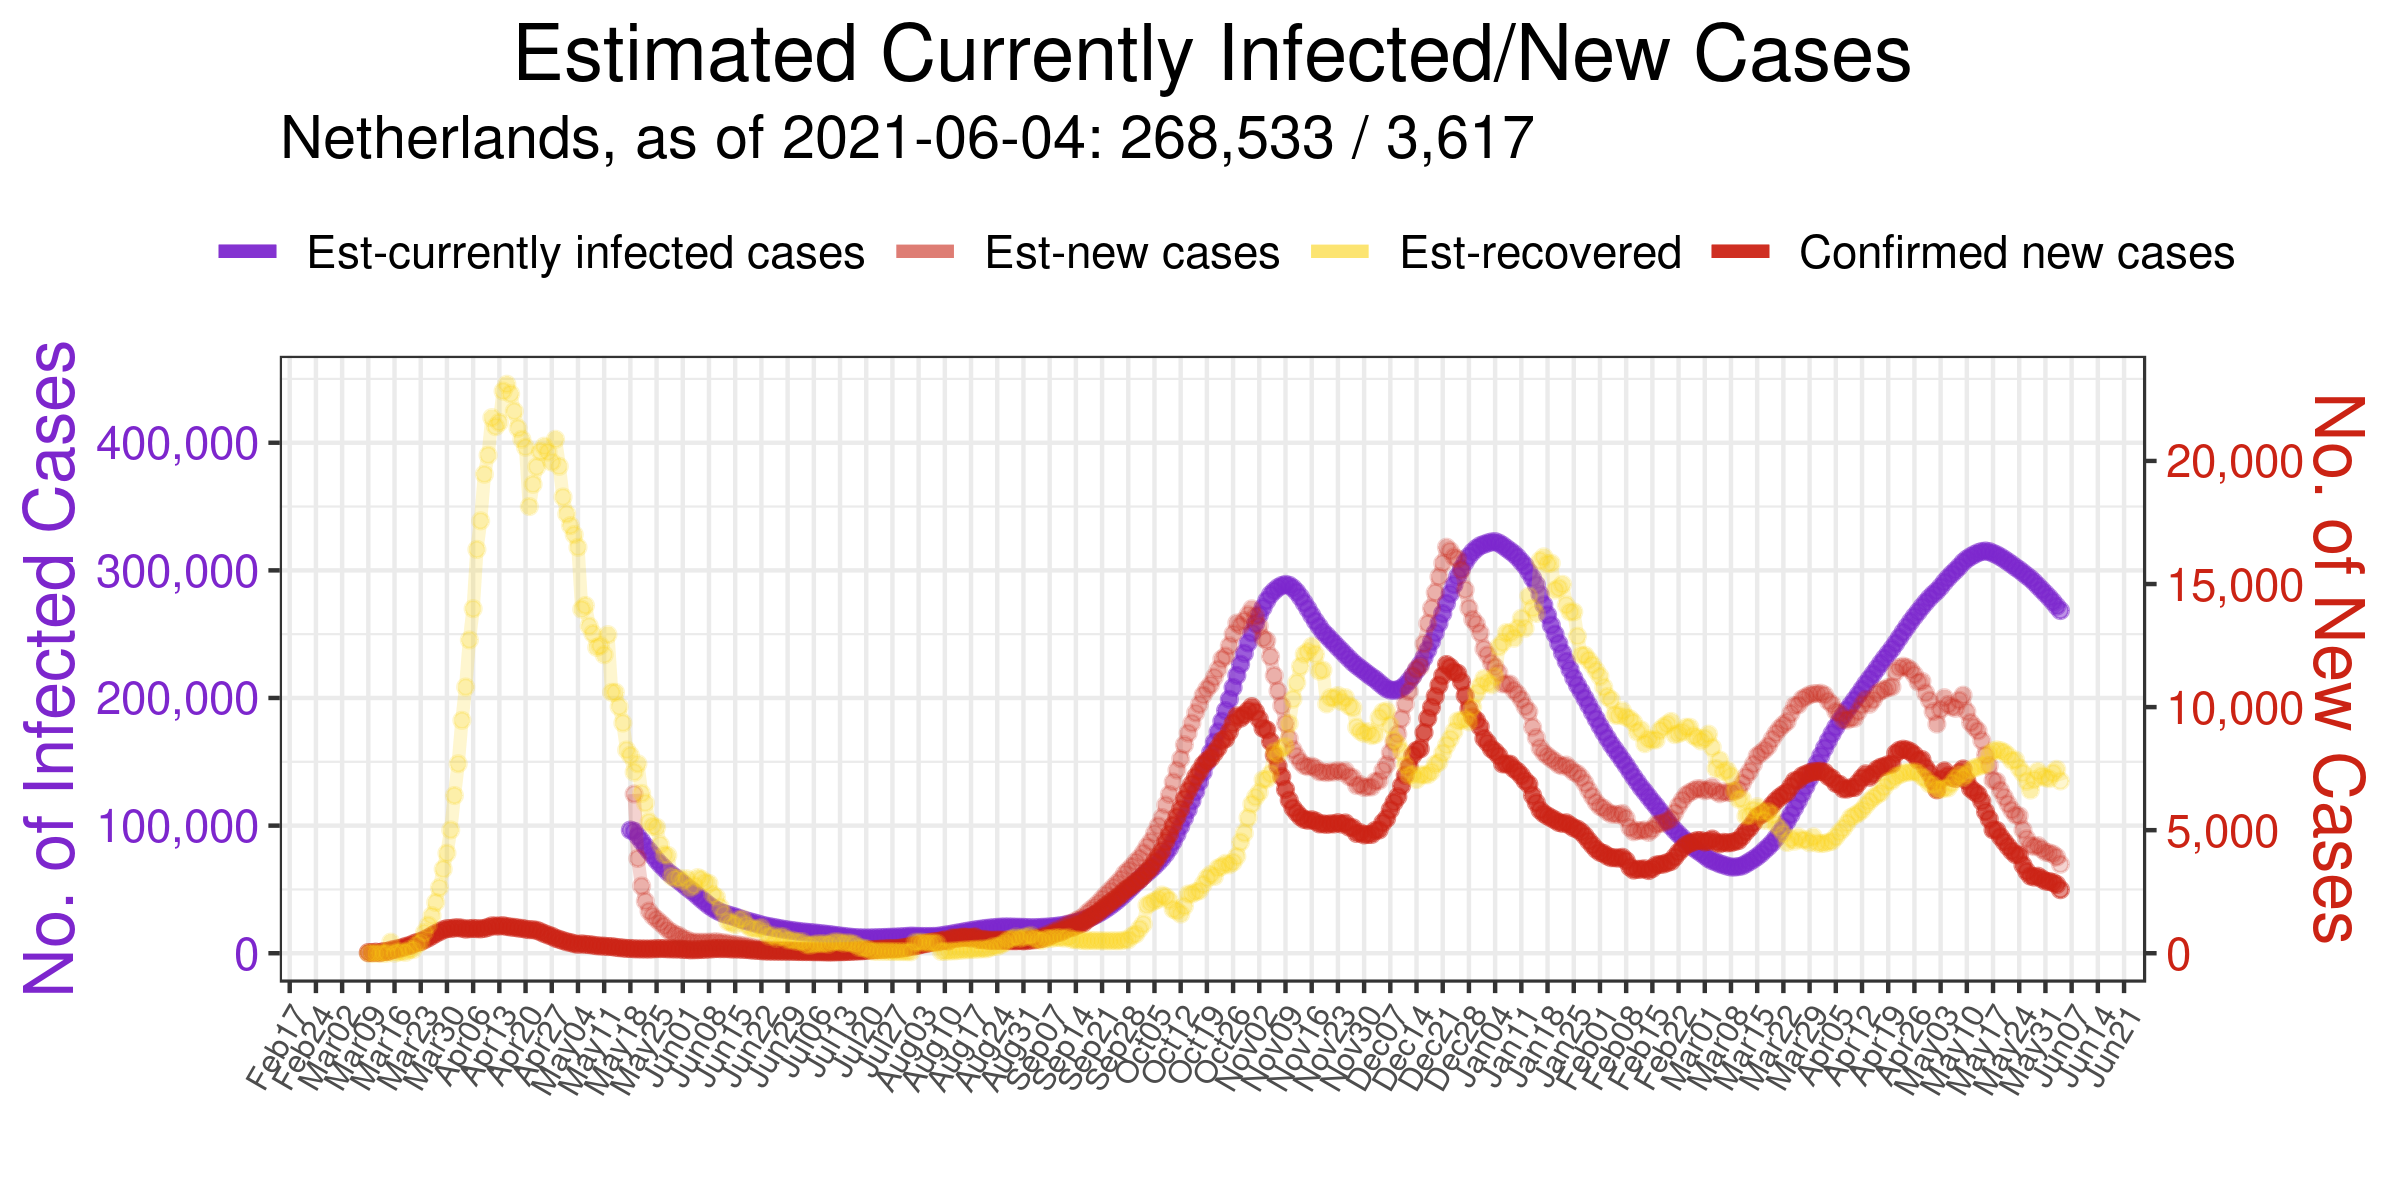 Estimated Currently Infected/New Cases
Netherlands, as of 2021-06-04: 268,533 / 3,617
Est-currently infected cases Est-new cases Est-recovered Confirmed new cases
No. of Infected Cases
400,000
300,000
200,000
100,000
0
20,000
15,000
10,000
5,000
0
No. of New Cases
Feb17
Feb24
Mar02
Mar09
Mar16
Mar23
Mar30
Apr06
Apr13
Apr20
Apr27
May04
May11
May18
May25
Jun01
Jun08
Jun15
Jun22
Jun29
Jul06
Jul13
Jul20
Jul27
Aug03
Aug10
Aug17
Aug24
Aug31
Sep07
Sep14
Sep21
Sep28
Oct05
Oct12
Oct19
Oct26
Nov02
Nov09
Nov16
Nov23
Nov30
Dec07
Dec14
Dec21
Dec28
Jan04
Jan11
Jan18
Jan25
Feb01
Feb08
Feb15
Feb22
Mar01
Mar08
Mar15
Mar22
Mar29
Apr05
Apr12
Apr19
Apr26
May03
May10
May17
May24
May31
Jun07
Jun14
Jun21